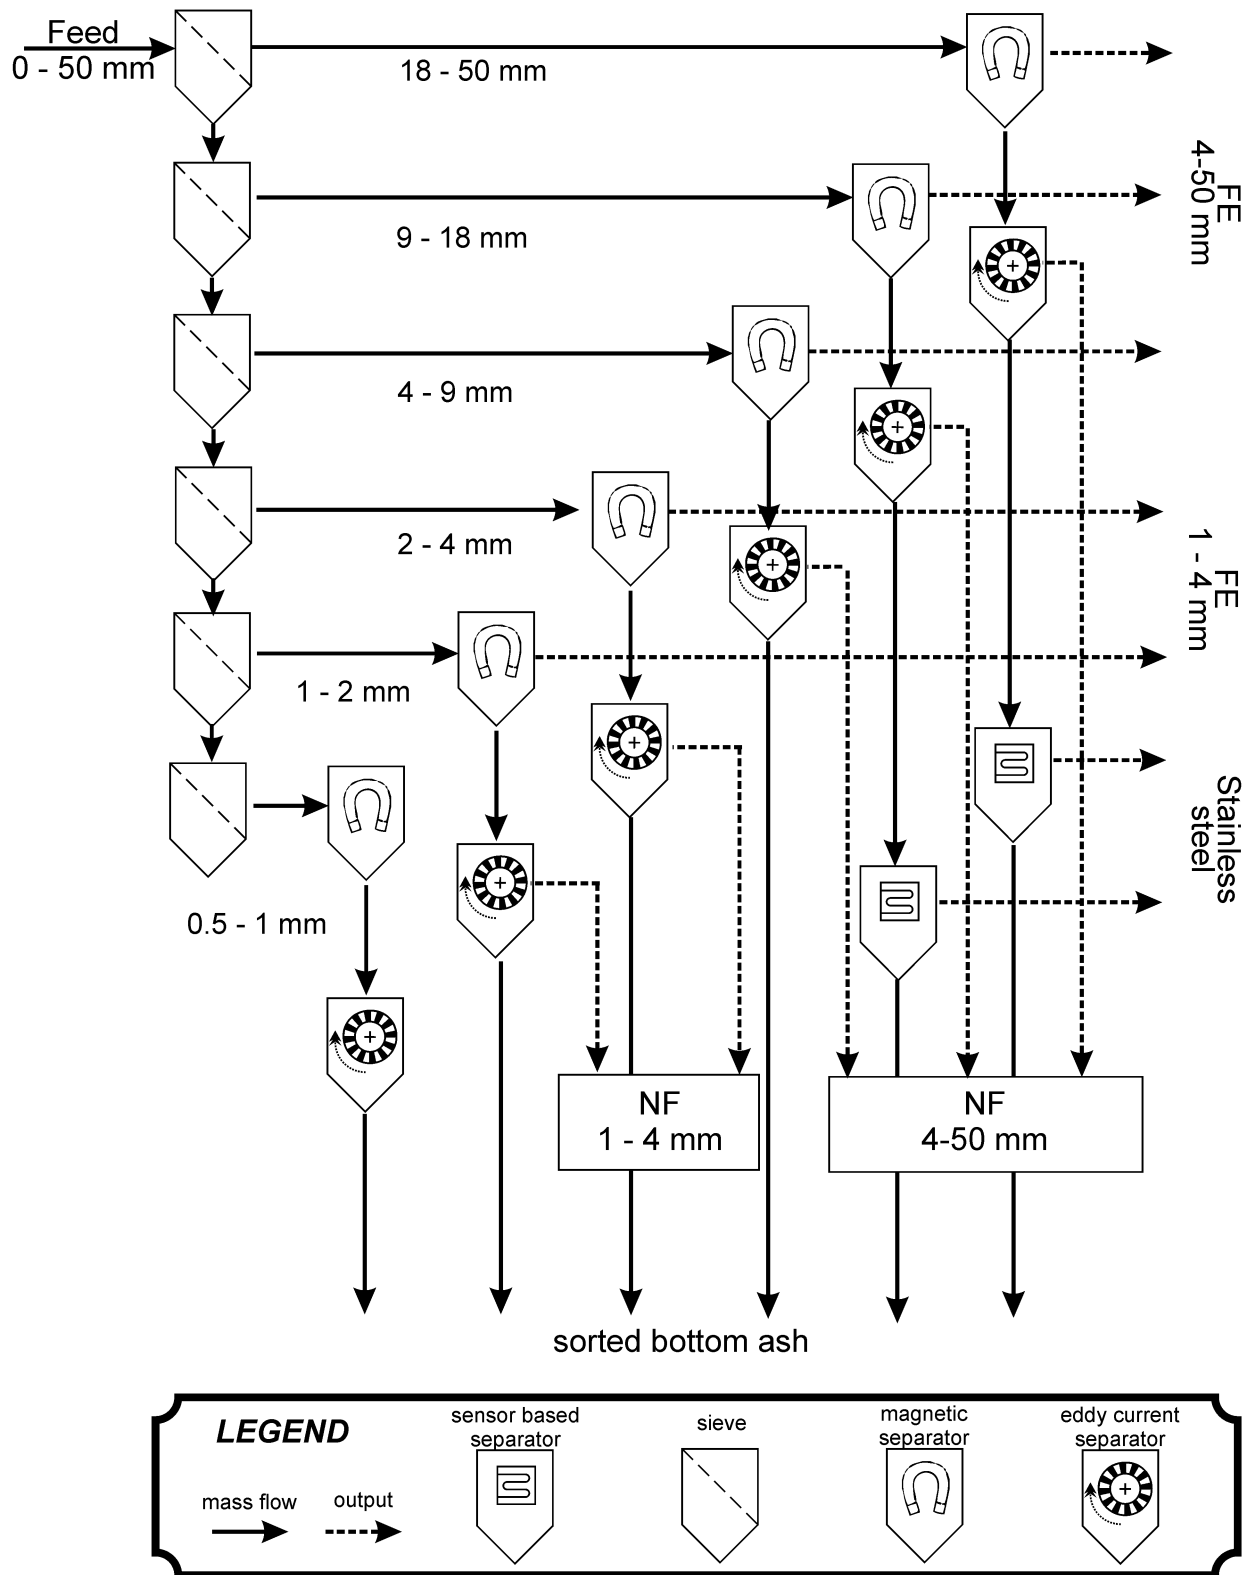 Feed
0 - 50 mm
18 - 50 mm
FE
4-50 mm
9 - 18 mm
4 - 9 mm
2 - 4 mm
FE
1 - 4 mm
1 - 2 mm
Stainless
steel
0.5 - 1 mm
NF
1 - 4 mm
NF
4-50 mm
sorted bottom ash
LEGEND
mass flow
output
sensor based
separator
sieve
magnetic
separator
eddy current
separator